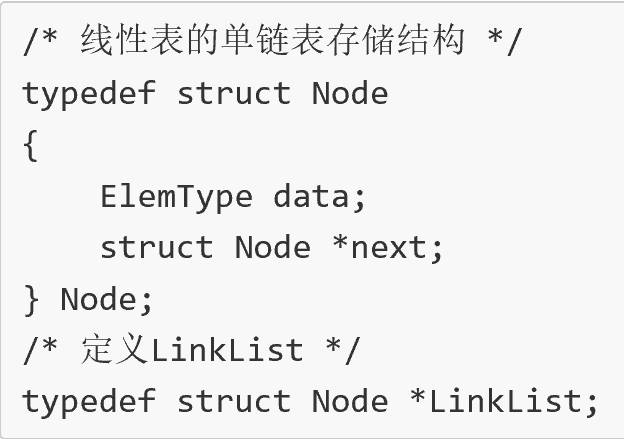 /* 线性表的单链表存储结构 */
typedef struct Node
{
    ElemType data;
    struct Node *next;
} Node;
/* 定义LinkList */
typedef struct Node *LinkList;